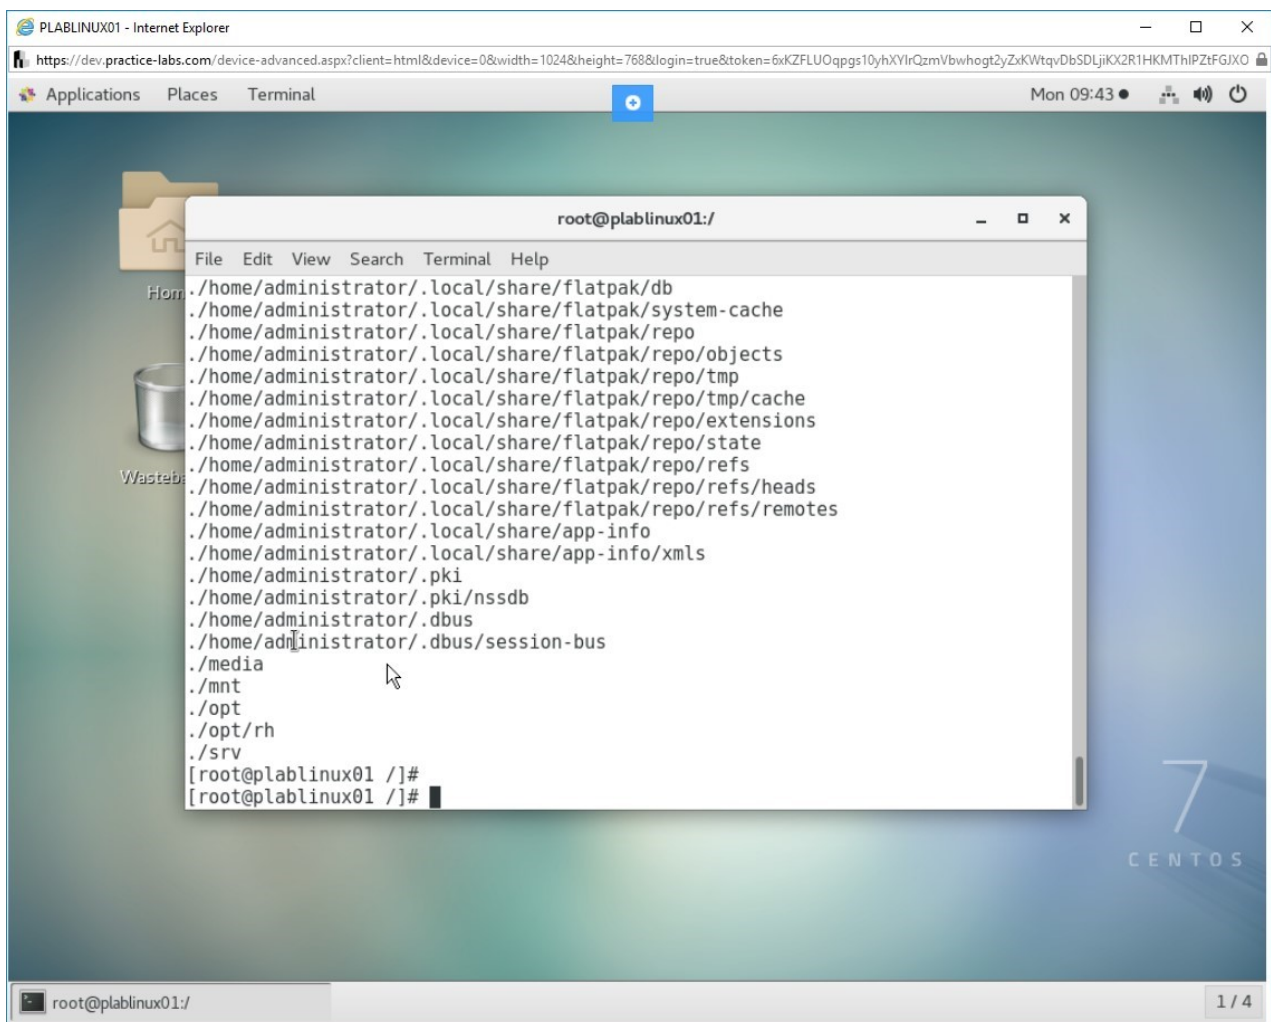 PLABLINUX01 - Internet Explorer
https://dev.practice-labs.com/device-advanced.aspx?client=html&device=0&width=1024&height=768&login=true&token=6xKZFLUOqpgs10yhXYIrQzmVbwhogt2yZxKWtqvDbSDLjiKX2R1HKMThIPZtFGJXO
Applications Places Terminal Mon 09:43
Home
Wasteb
root@plablinux01:/
File Edit View Search Terminal Help
./home/administrator/.local/share/flatpak/db
./home/administrator/.local/share/flatpak/system-cache
./home/administrator/.local/share/flatpak/repo
./home/administrator/.local/share/flatpak/repo/objects
./home/administrator/.local/share/flatpak/repo/tmp
./home/administrator/.local/share/flatpak/repo/tmp/cache
./home/administrator/.local/share/flatpak/repo/extensions
./home/administrator/.local/share/flatpak/repo/state
./home/administrator/.local/share/flatpak/repo/refs
./home/administrator/.local/share/flatpak/repo/refs/heads
./home/administrator/.local/share/flatpak/repo/refs/remotes
./home/administrator/.local/share/app-info
./home/administrator/.local/share/app-info/xmls
./home/administrator/.pki
./home/administrator/.pki/nssdb
./home/administrator/.dbus
./home/administrator/.dbus/session-bus
./media
./mnt
./opt
./opt/rh
./srv
[root@plablinux01 /]#
[root@plablinux01 /]#
7
CENTOS
root@plablinux01:/
1 / 4